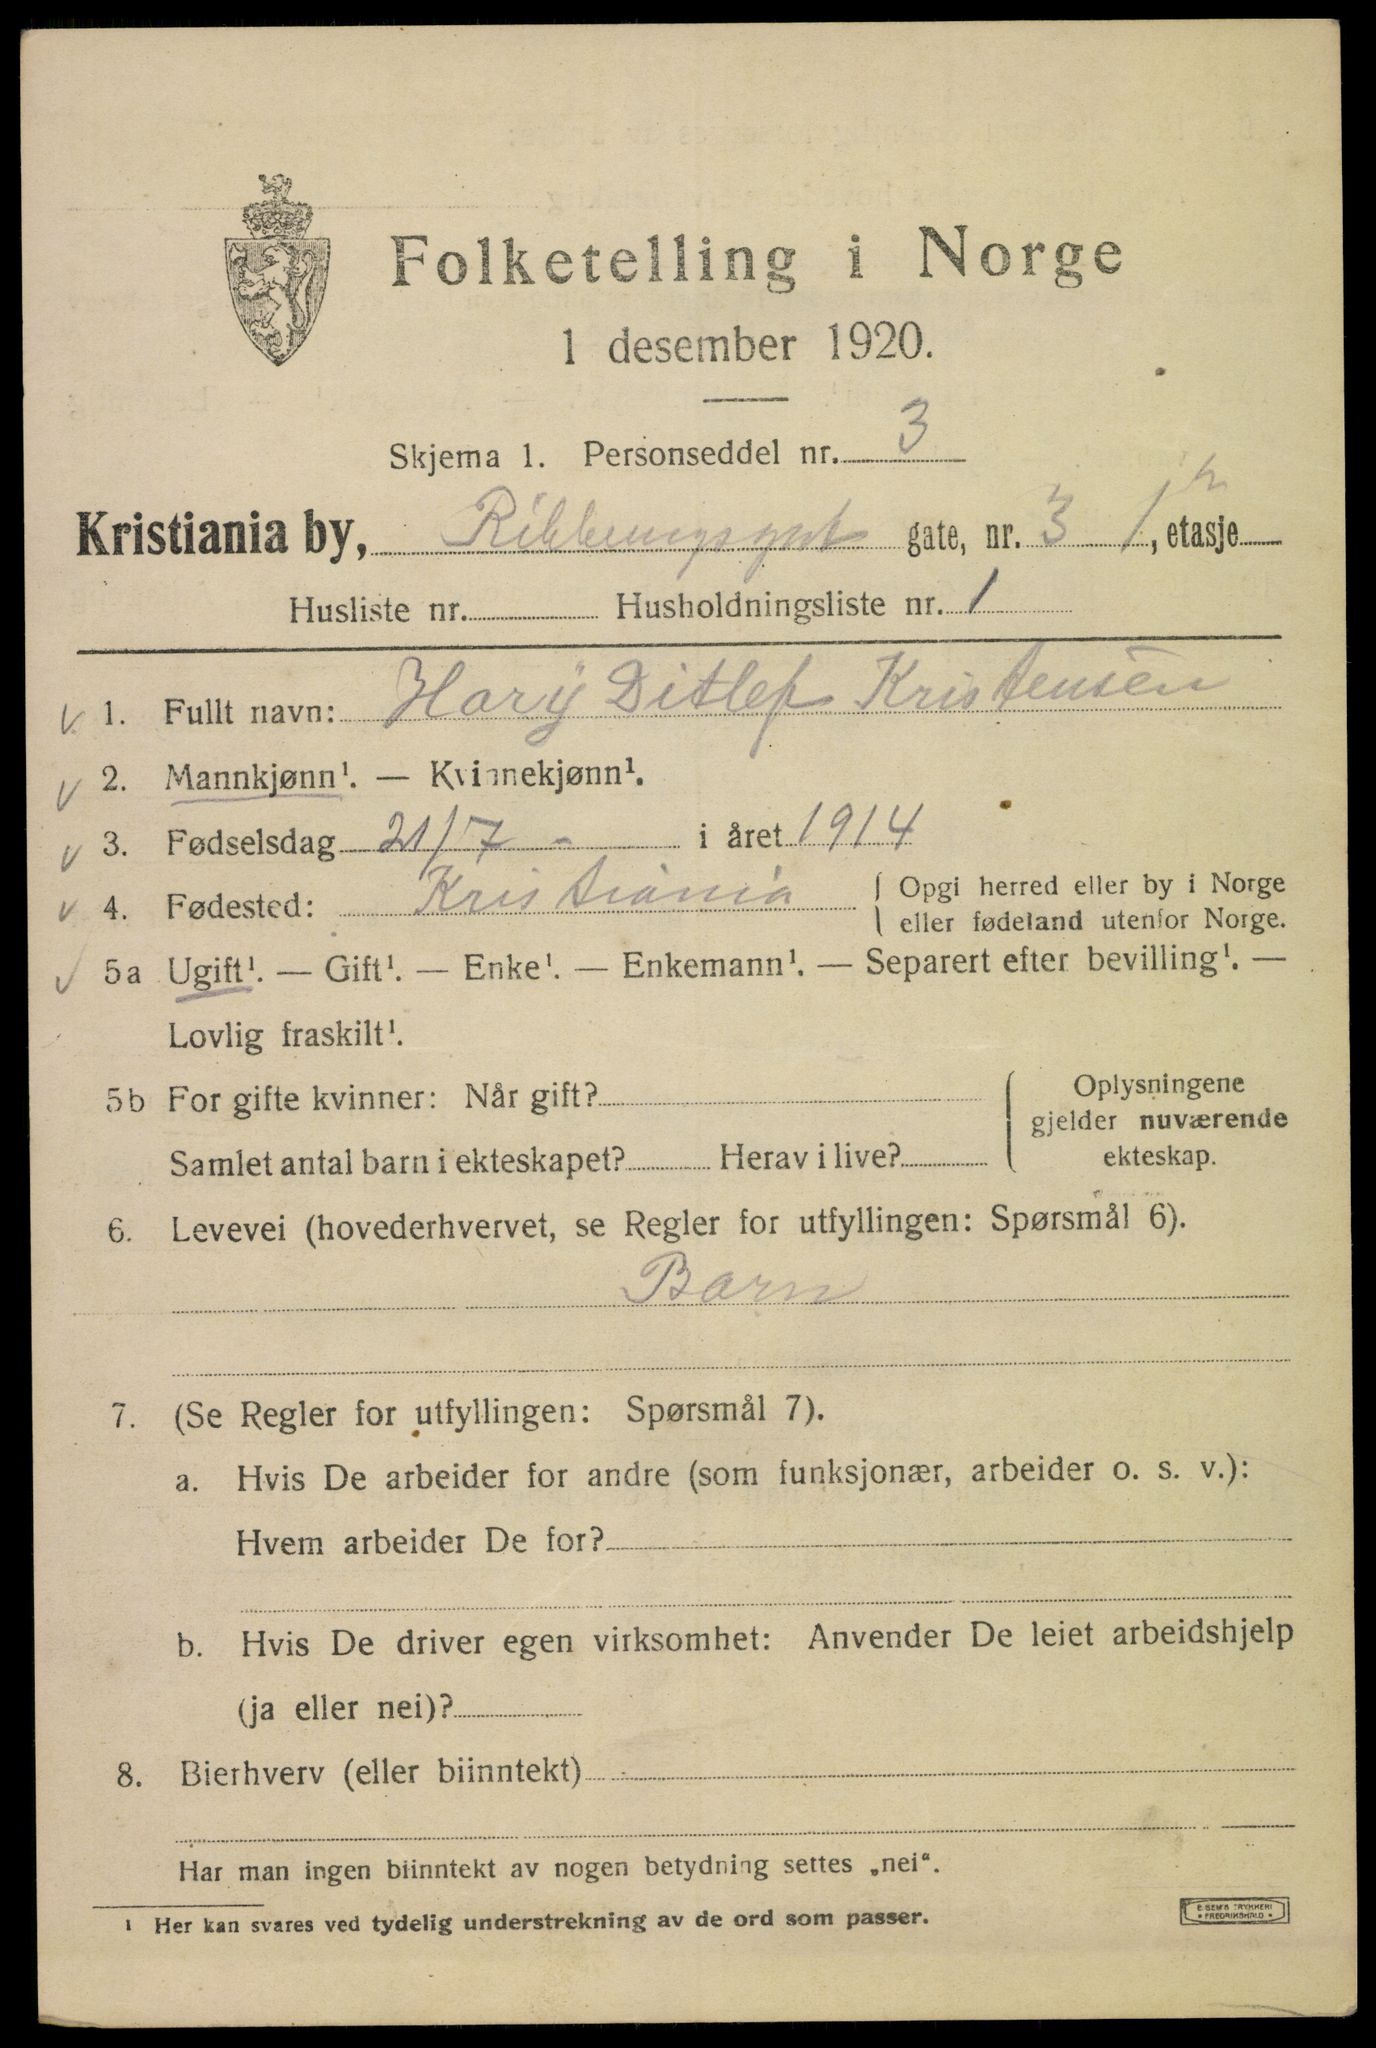 Folketelling i Norge
1 desember 1920.
Skjema 1. Personseddel nr. 3
Kristiania by, gate, nr. 3 1, etasje
Husliste nr. Husholdningsliste nr. 1
1. Fullt navn: Harÿ Ditlef Kristensen
2. Mannkjønn¹. — Kvinnekjønn¹.
3. Fødselsdag 21/7 - i året 1914
4. Fødested: Kristiania { Opgi herred eller by i Norge
eller fødeland utenfor Norge.
5a Ugift¹. — Gift¹. — Enke¹. — Enkemann¹. — Separert efter bevilling¹. —
Lovlig fraskilt¹.
5b For gifte kvinner: Når gift?
Samlet antal barn i ekteskapet? Herav i live?
Oplysningene
gjelder nuværende
ekteskap.
6. Levevei (hovederhvervet, se Regler for utfyllingen: Spørsmål 6).
Barn
7. (Se Regler for utfyllingen: Spørsmål 7).
a. Hvis De arbeider for andre (som funksjonær, arbeider o. s. v.):
Hvem arbeider De for?
b. Hvis De driver egen virksomhet: Anvender De leiet arbeidshjelp
(ja eller nei)?
8. Bierhverv (eller biinntekt)
Har man ingen biinntekt av nogen betydning settes „nei“.
¹ Her kan svares ved tydelig understrekning av de ord som passer.
E. SEM'S TRYKKERI
• FREDRIKSHALD •